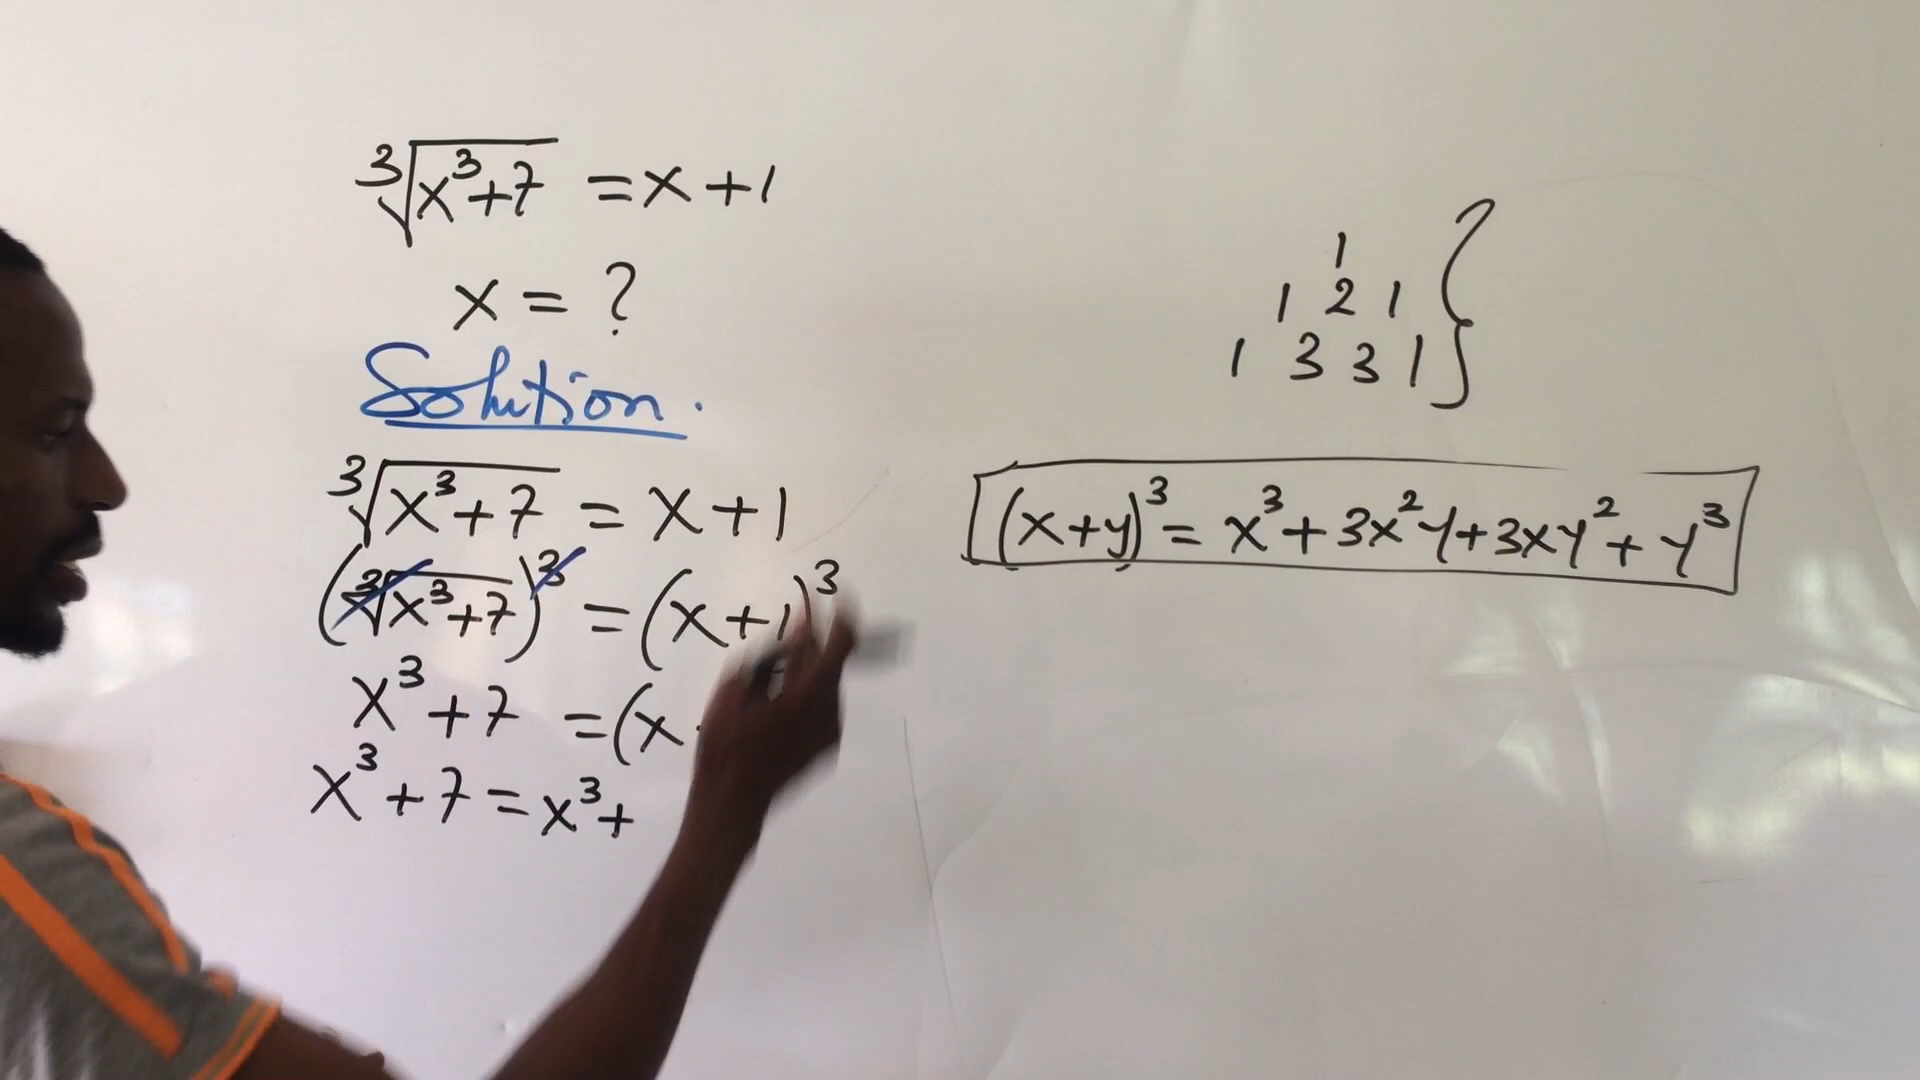 ∛(x³+7) = x+1
x = ?
Solution.
∛(x³+7) = x+1
(∛(x³+7))³ = (x+1)³
x³+7 = (x
x³+7 = x³+
1
1 2 1
1 3 3 1
(x+y)³ = x³+3x²y+3xy²+y³